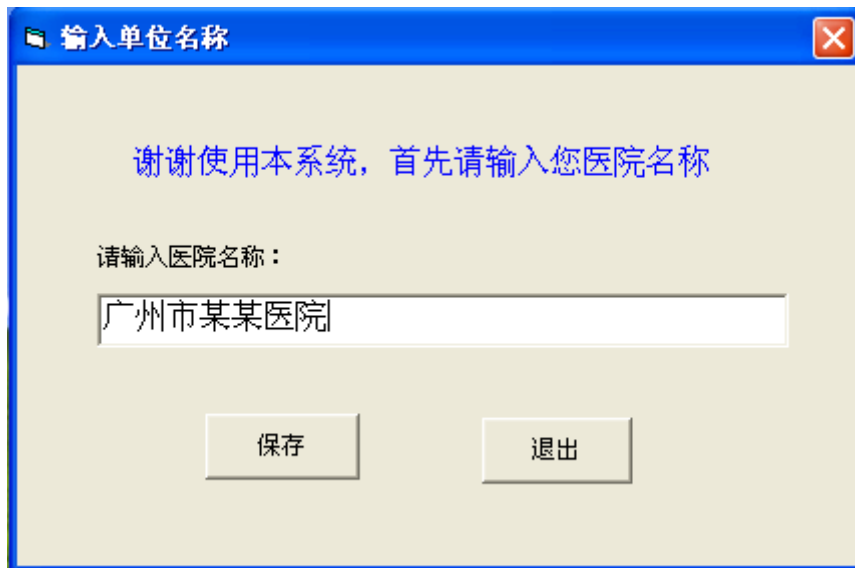 输入单位名称
谢谢使用本系统，首先请输入您医院名称
请输入医院名称：
广州市某某医院
保存 退出